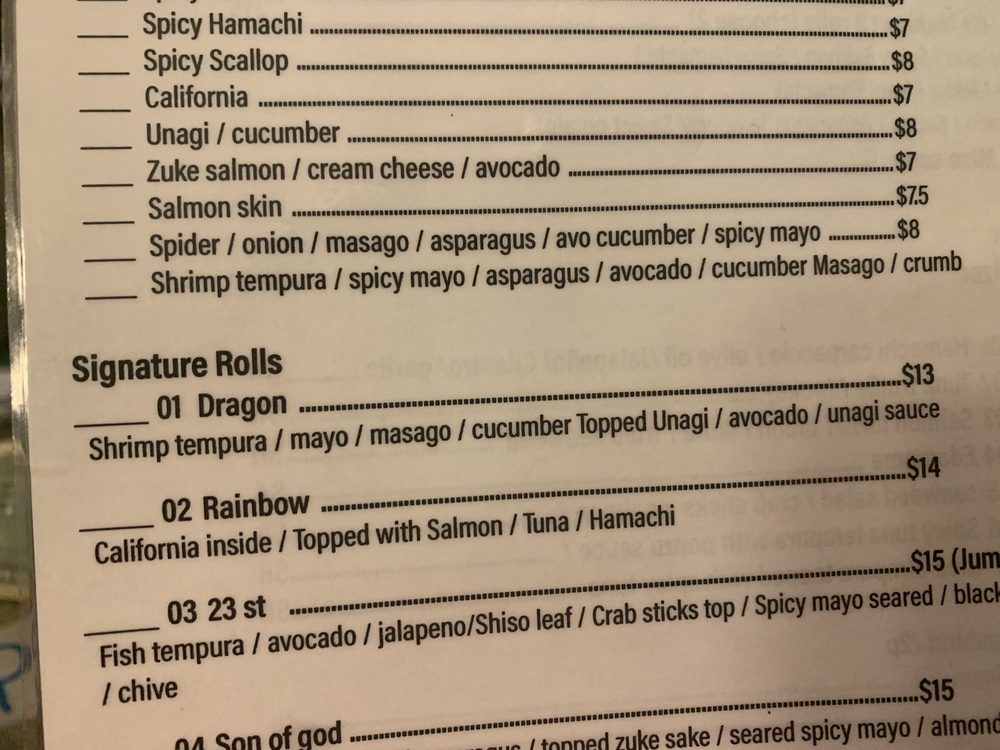 Spicy Hamachi $7
Spicy Scallop $8
California $7
Unagi / cucumber $8
Zuke salmon / cream cheese / avocado $7
Salmon skin $7.5
Spider / onion / masago / asparagus / avo cucumber / spicy mayo $8
Shrimp tempura / spicy mayo / asparagus / avocado / cucumber Masago / crumb
Signature Rolls
01 Dragon $13
Shrimp tempura / mayo / masago / cucumber Topped Unagi / avocado / unagi sauce
02 Rainbow $14
California inside / Topped with Salmon / Tuna / Hamachi
03 23 st $15 (Jum
Fish tempura / avocado / jalapeno/Shiso leaf / Crab sticks top / Spicy mayo seared / black
/ chive
04 Son of god $15
/ topped zuke sake / seared spicy mayo / almond